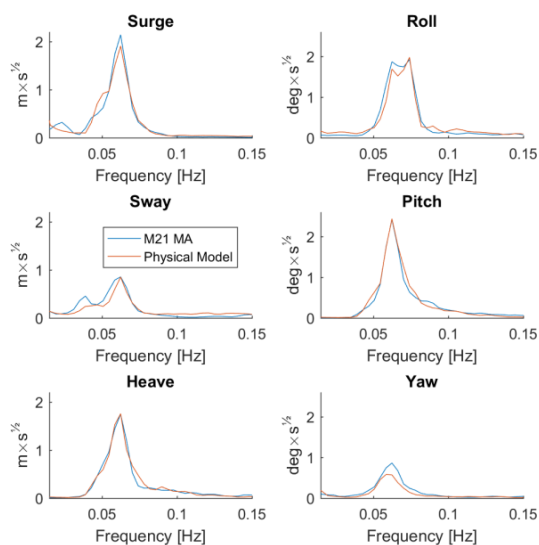 Surge
m×s½
2
1
0
0.05
0.1
0.15
Frequency [Hz]
Roll
deg×s½
2
1
0
0.05
0.1
0.15
Frequency [Hz]
Sway
m×s½
2
1
0
M21 MA
Physical Model
0.05
0.1
0.15
Frequency [Hz]
Pitch
deg×s½
2
1
0
0.05
0.1
0.15
Frequency [Hz]
Heave
m×s½
2
1
0
0.05
0.1
0.15
Frequency [Hz]
Yaw
deg×s½
2
1
0
0.05
0.1
0.15
Frequency [Hz]